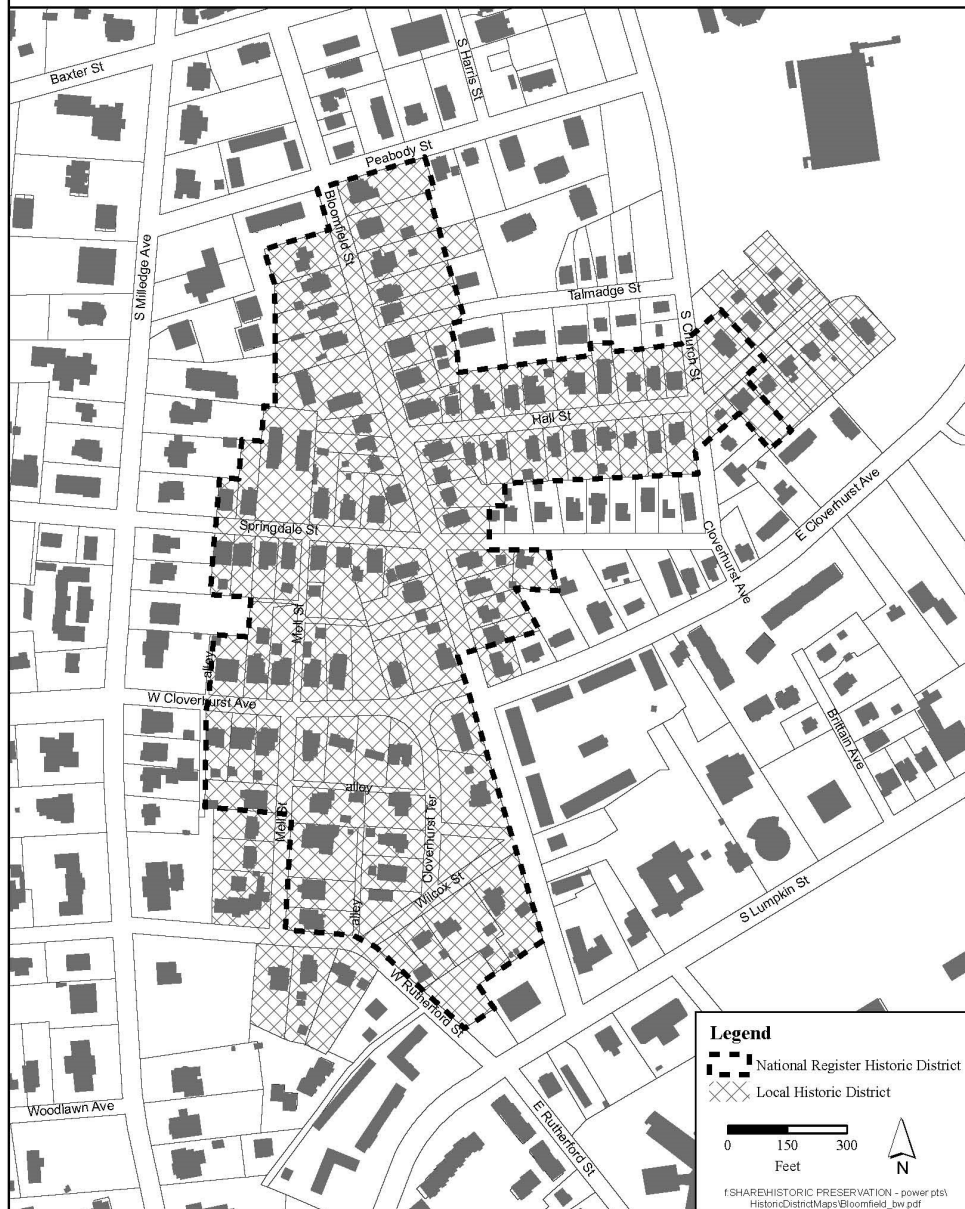 Baxter St
S Harris St
Peabody St
Bloomfield St
S Milledge Ave
Talmadge St
S Church St
Hall St
Springdale St
E Cloverhurst Ave
Cloverhurst Ave
Mell St
alley
W Cloverhurst Ave
Brittain Ave
alley
Mell St
Cloverhurst Ter
Wilcox St
alley
S Lumpkin St
W Rutherford St
Woodlawn Ave
E Rutherford St
Legend
National Register Historic District
Local Historic District
0 150 300
Feet
N
f:SHARE\HISTORIC PRESERVATION - power pts\
HistoricDistrictMaps\Bloomfield_bw.pdf